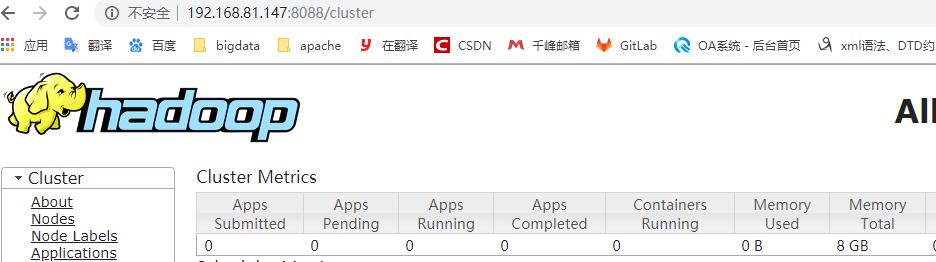 不安全 | 192.168.81.147:8088/cluster
应用 翻译 百度 bigdata apache 在翻译 CSDN 千峰邮箱 GitLab OA系统 - 后台首页 xml语法、DTD约
hadoop
All
Cluster
About
Nodes
Node Labels
Applications
Cluster Metrics
Apps Submitted Apps Pending Apps Running Apps Completed Containers Running Memory Used Memory Total
0 0 0 0 0 0 B 8 GB